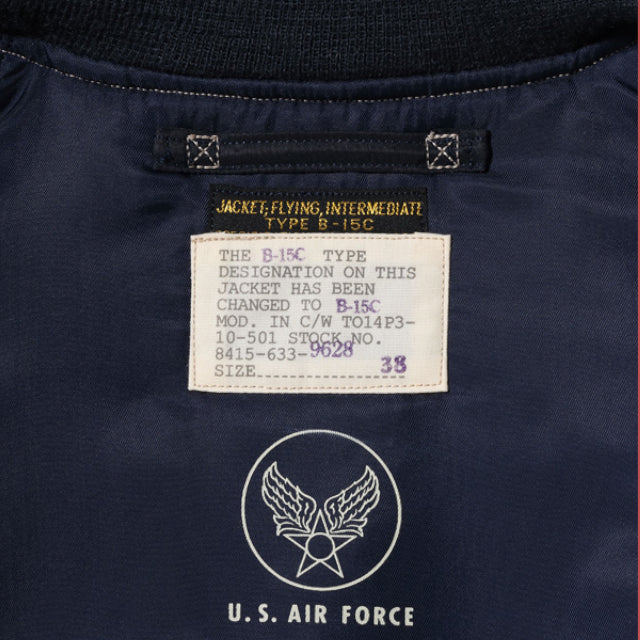 JACKET, FLYING, INTERMEDIATE
TYPE B-15C
THE B-15C TYPE
DESIGNATION ON THIS
JACKET HAS BEEN
CHANGED TO B-15C
MOD. IN C/W TO14P3-
10-501 STOCK NO.
8415-633-9628
SIZE 38
U.S. AIR FORCE